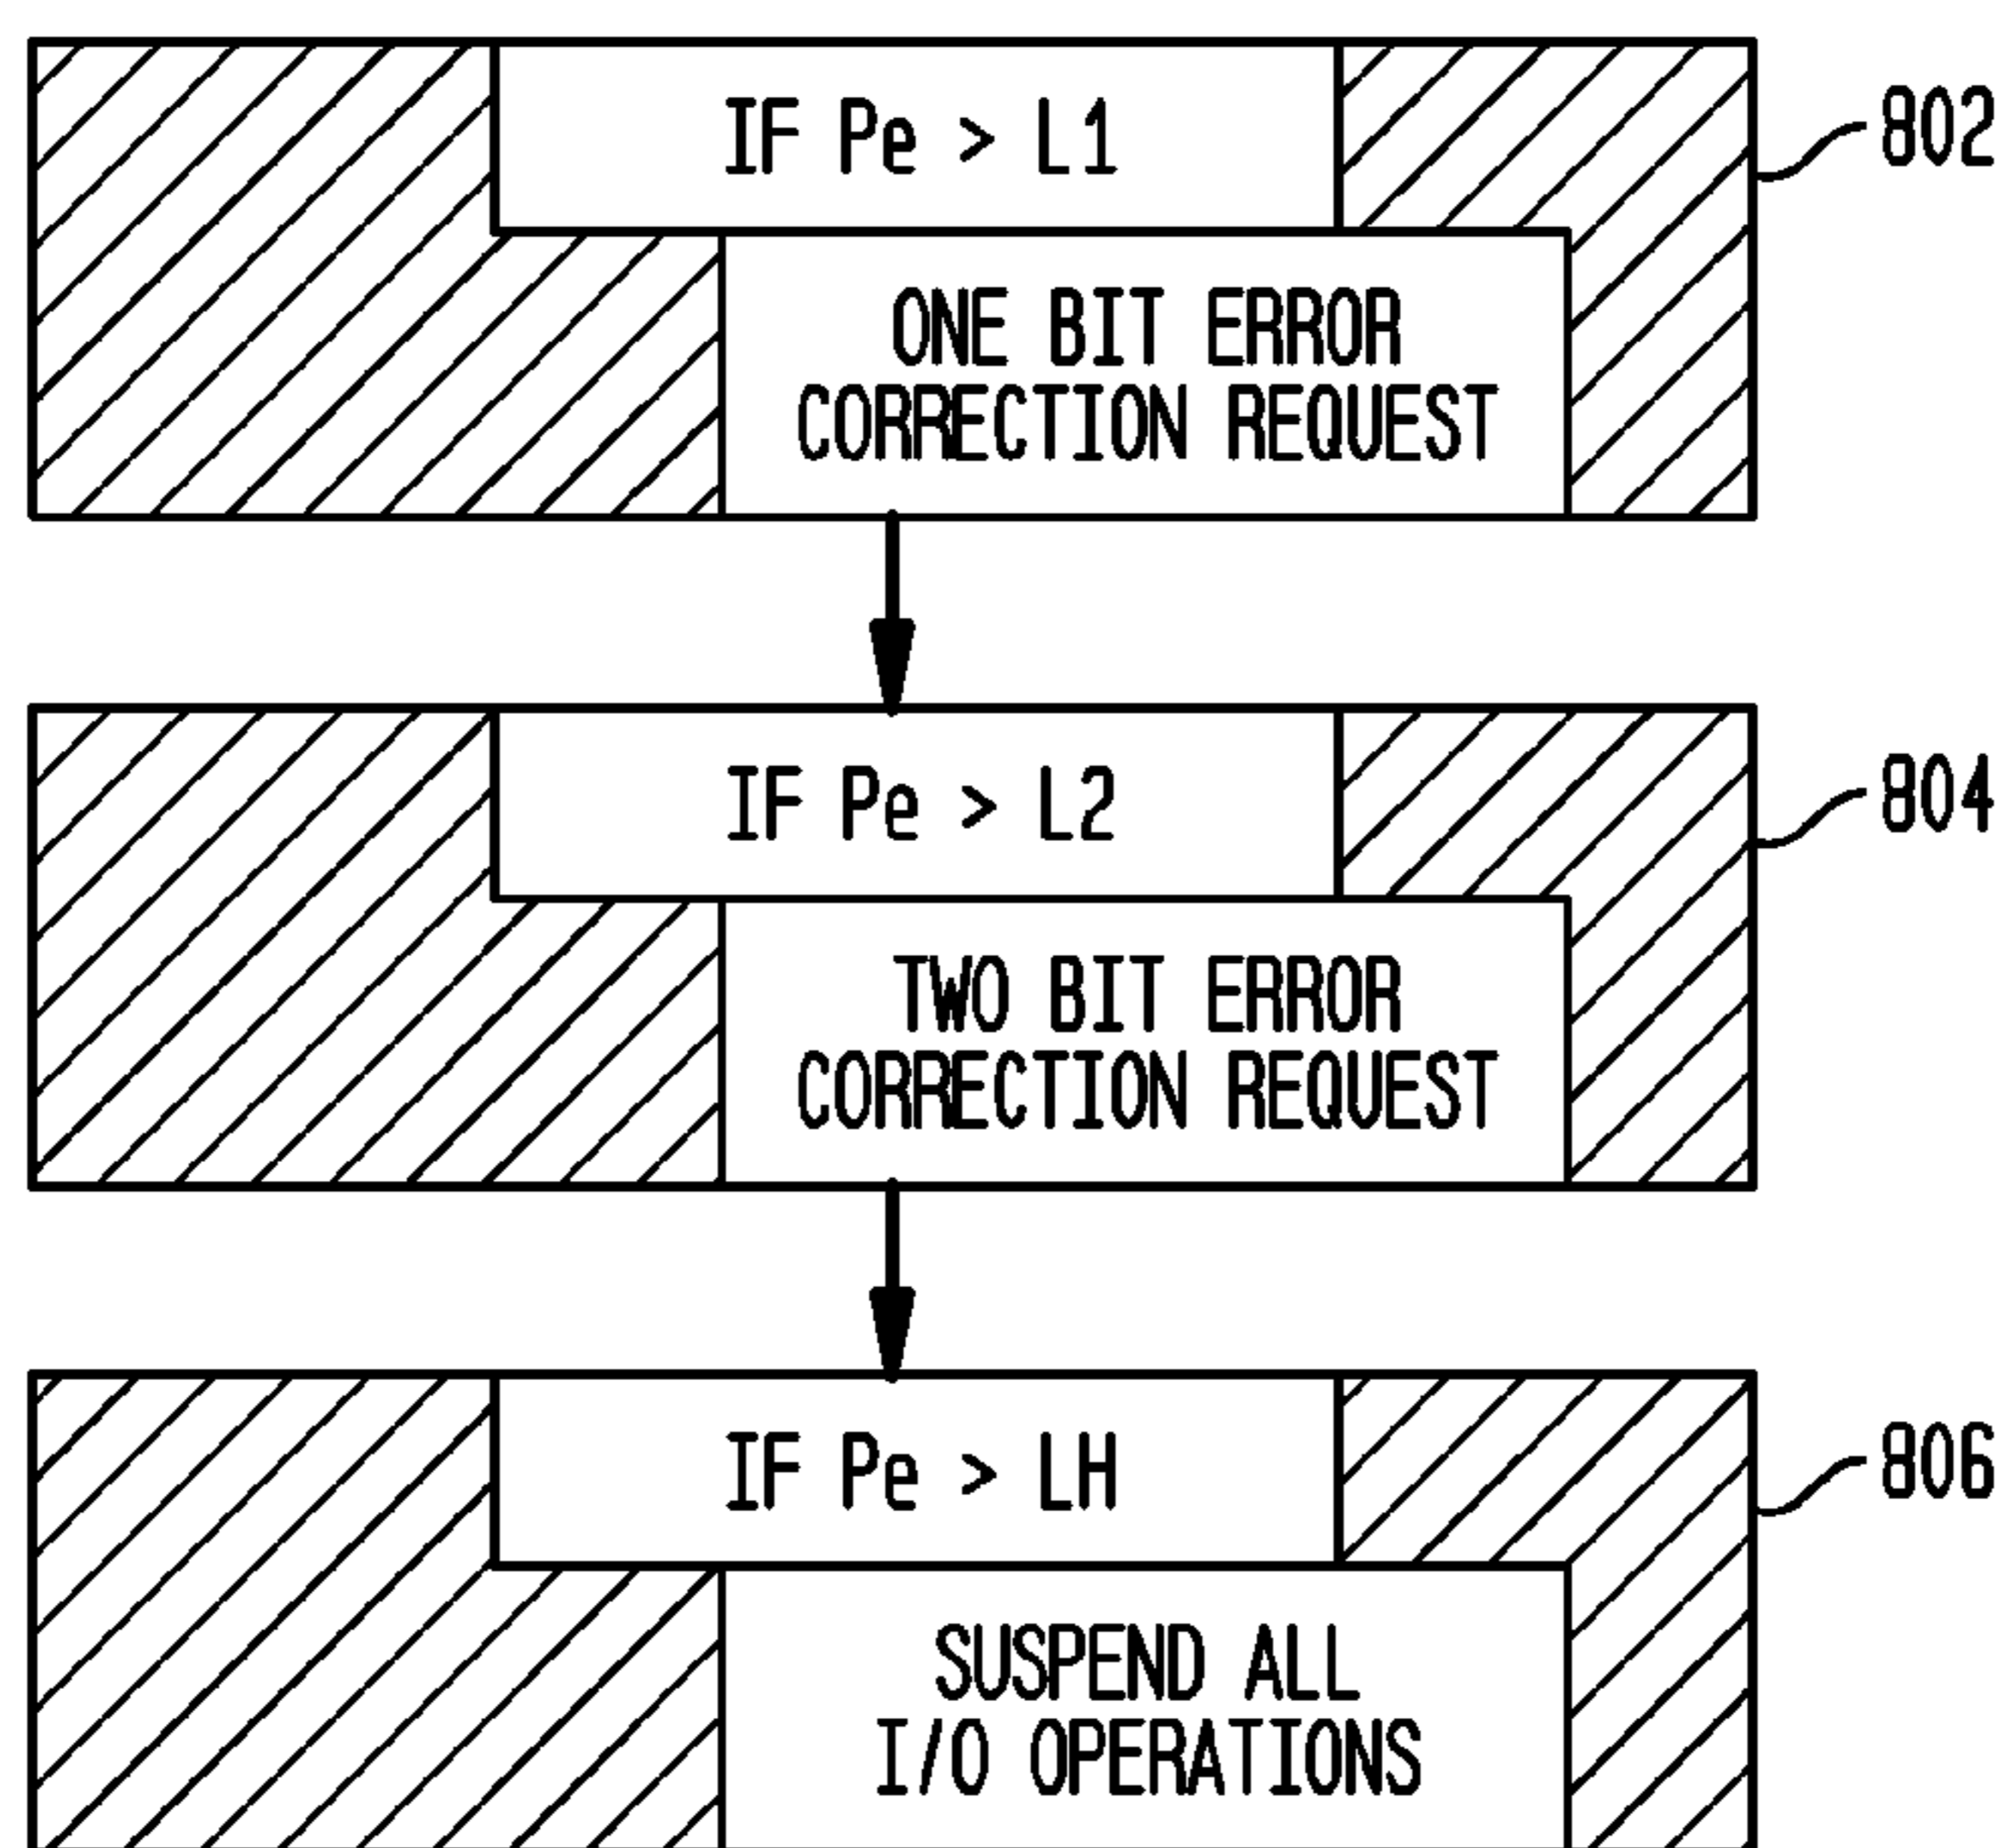 IF Pe > L1
802
ONE BIT ERROR
CORRECTION REQUEST
IF Pe > L2
804
TWO BIT ERROR
CORRECTION REQUEST
IF Pe > LH
806
SUSPEND ALL
I/O OPERATIONS